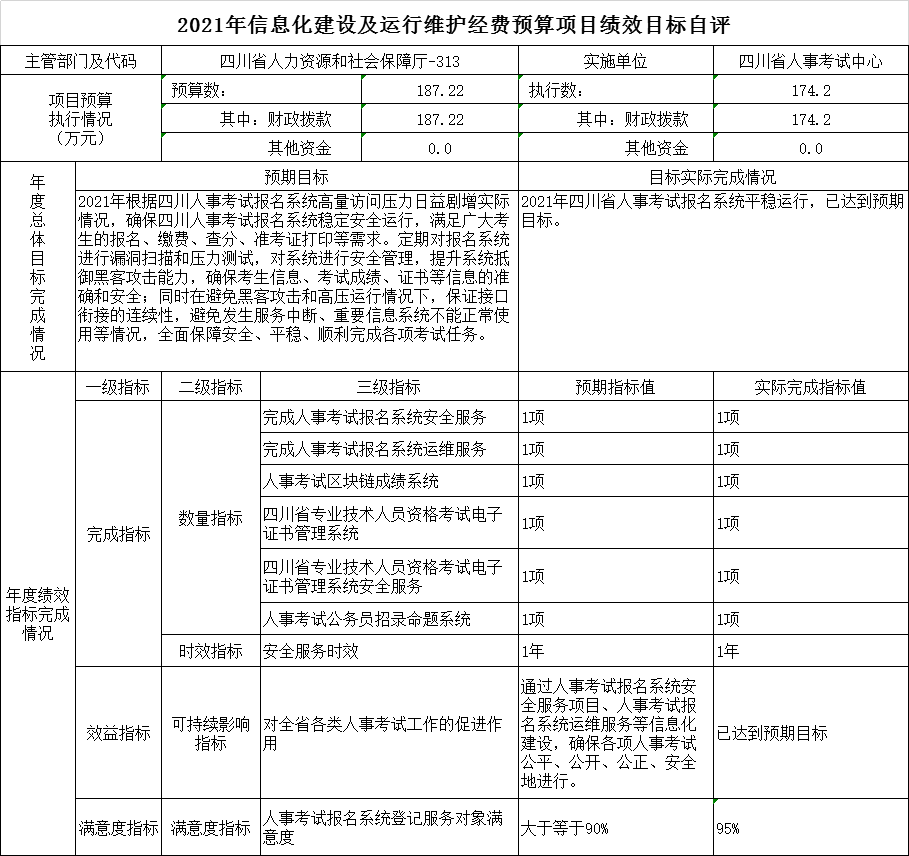 2021年信息化建设及运行维护经费预算项目绩效目标自评
主管部门及代码 四川省人力资源和社会保障厅-313 实施单位 四川省人事考试中心
项目预算
执行情况
（万元）
预算数： 187.22 执行数： 174.2
其中：财政拨款 187.22 其中：财政拨款 174.2
其他资金 0.0 其他资金 0.0
年
度
总
体
目
标
完
成
情
况
预期目标 目标实际完成情况
2021年根据四川人事考试报名系统高量访问压力日益剧增实际
情况，确保四川人事考试报名系统稳定安全运行，满足广大考
生的报名、缴费、查分、准考证打印等需求。定期对报名系统
进行漏洞扫描和压力测试，对系统进行安全管理，提升系统抵
御黑客攻击能力，确保考生信息、考试成绩、证书等信息的准
确和安全；同时在避免黑客攻击和高压运行情况下，保证接口
衔接的连续性，避免发生服务中断、重要信息系统不能正常使
用等情况，全面保障安全、平稳、顺利完成各项考试任务。
2021年四川省人事考试报名系统平稳运行，已达到预期
目标。
年度绩效
指标完成
情况
一级指标 二级指标 三级指标 预期指标值 实际完成指标值
完成指标
数量指标
完成人事考试报名系统安全服务 1项 1项
完成人事考试报名系统运维服务 1项 1项
人事考试区块链成绩系统 1项 1项
四川省专业技术人员资格考试电子
证书管理系统
1项 1项
四川省专业技术人员资格考试电子
证书管理系统安全服务
1项 1项
人事考试公务员招录命题系统 1项 1项
时效指标 安全服务时效 1年 1年
效益指标
可持续影响
指标
对全省各类人事考试工作的促进作
用
通过人事考试报名系统安
全服务项目、人事考试报
名系统运维服务等信息化
建设，确保各项人事考试
公平、公开、公正、安全
地进行。
已达到预期目标
满意度指标 满意度指标
人事考试报名系统登记服务对象满
意度
大于等于90% 95%